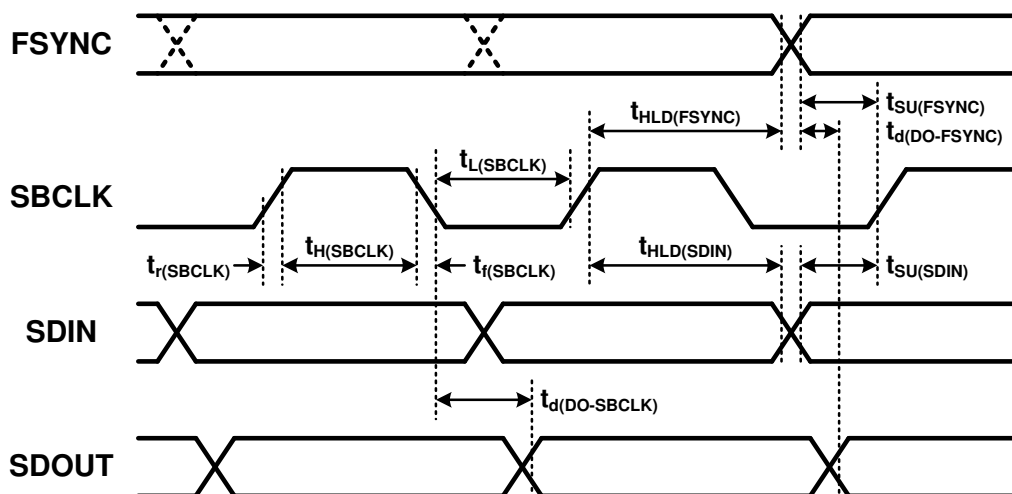 FSYNC
tSU(FSYNC)
tHLD(FSYNC)
td(DO-FSYNC)
tL(SBCLK)
SBCLK
tr(SBCLK)
tH(SBCLK)
tf(SBCLK)
tHLD(SDIN)
tSU(SDIN)
SDIN
td(DO-SBCLK)
SDOUT